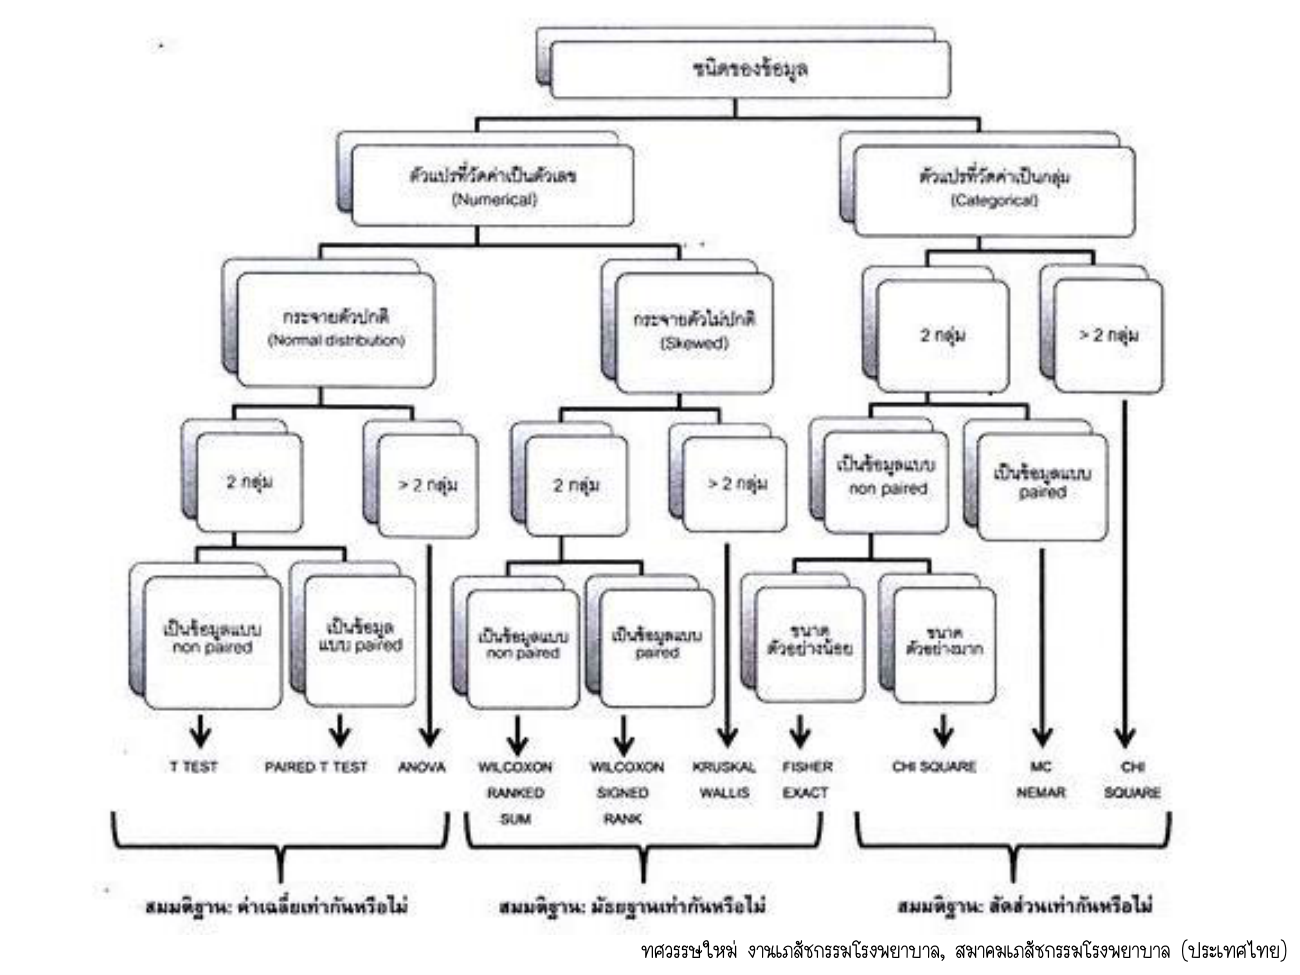 ชนิดของข้อมูล
ตัวแปรที่วัดค่าเป็นตัวเลข
(Numerical)
ตัวแปรที่วัดค่าเป็นกลุ่ม
(Categorical)
กระจายตัวปกติ
(Normal distribution)
กระจายตัวไม่ปกติ
(Skewed)
2 กลุ่ม
> 2 กลุ่ม
2 กลุ่ม
> 2 กลุ่ม
2 กลุ่ม
> 2 กลุ่ม
เป็นข้อมูลแบบ
non paired
เป็นข้อมูลแบบ
paired
เป็นข้อมูลแบบ
non paired
เป็นข้อมูล
แบบ paired
เป็นข้อมูลแบบ
non paired
เป็นข้อมูลแบบ
paired
ขนาด
ตัวอย่างน้อย
ขนาด
ตัวอย่างมาก
T TEST
PAIRED T TEST
ANOVA
WILCOXON
RANKED
SUM
WILCOXON
SIGNED
RANK
KRUSKAL
WALLIS
FISHER
EXACT
CHI SQUARE
MC
NEMAR
CHI
SQUARE
สมมติฐาน: ค่าเฉลี่ยเท่ากันหรือไม่
สมมติฐาน: มัธยฐานเท่ากันหรือไม่
สมมติฐาน: สัดส่วนเท่ากันหรือไม่
ทศวรรษใหม่ งานเภสัชกรรมโรงพยาบาล, สมาคมเภสัชกรรมโรงพยาบาล (ประเทศไทย)